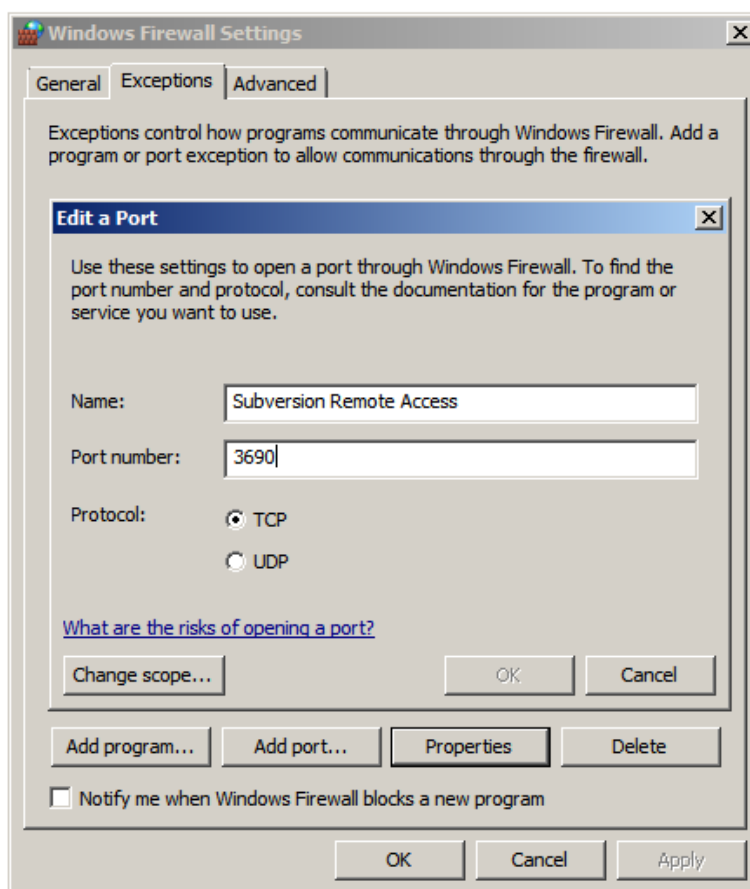 Windows Firewall Settings
General Exceptions Advanced
Exceptions control how programs communicate through Windows Firewall. Add a
program or port exception to allow communications through the firewall.
Edit a Port
Use these settings to open a port through Windows Firewall. To find the
port number and protocol, consult the documentation for the program or
service you want to use.
Name: Subversion Remote Access
Port number: 3690
Protocol: TCP
UDP
What are the risks of opening a port?
Change scope... OK Cancel
Add program... Add port... Properties Delete
Notify me when Windows Firewall blocks a new program
OK Cancel Apply